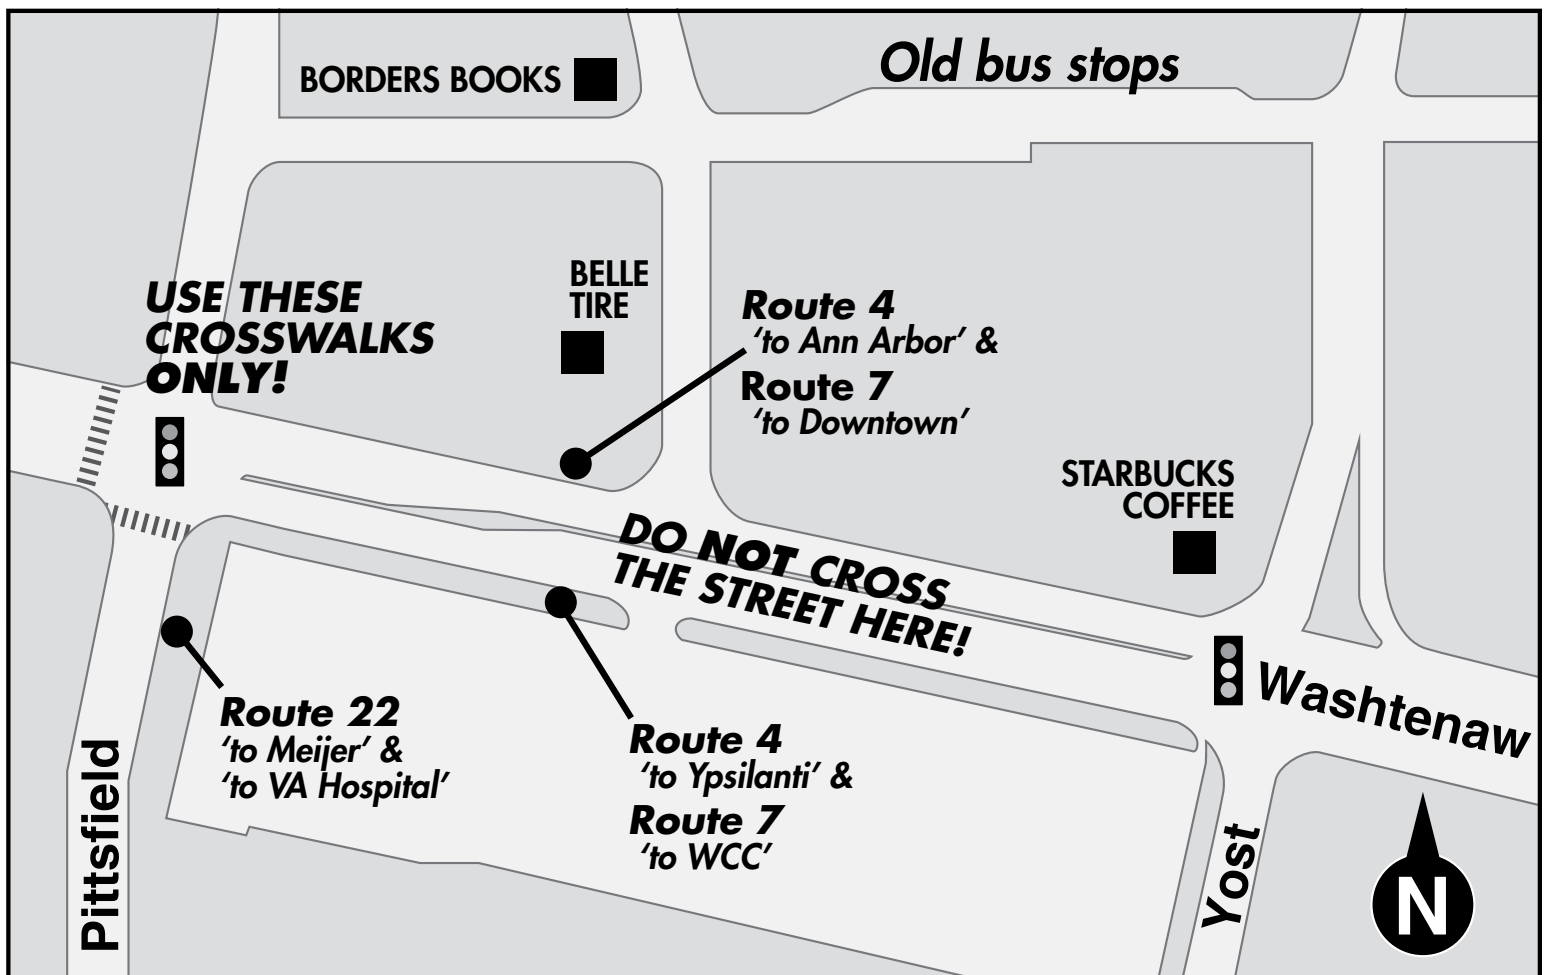 BORDERS BOOKS
Old bus stops
USE THESE
CROSSWALKS
ONLY!
BELLE
TIRE
Route 4
‘to Ann Arbor’ &
Route 7
‘to Downtown’
STARBUCKS
COFFEE
DO NOT CROSS
THE STREET HERE!
Washtenaw
Route 22
‘to Meijer’ &
‘to VA Hospital’
Route 4
‘to Ypsilanti’ &
Route 7
‘to WCC’
Pittsfield
Yost
N